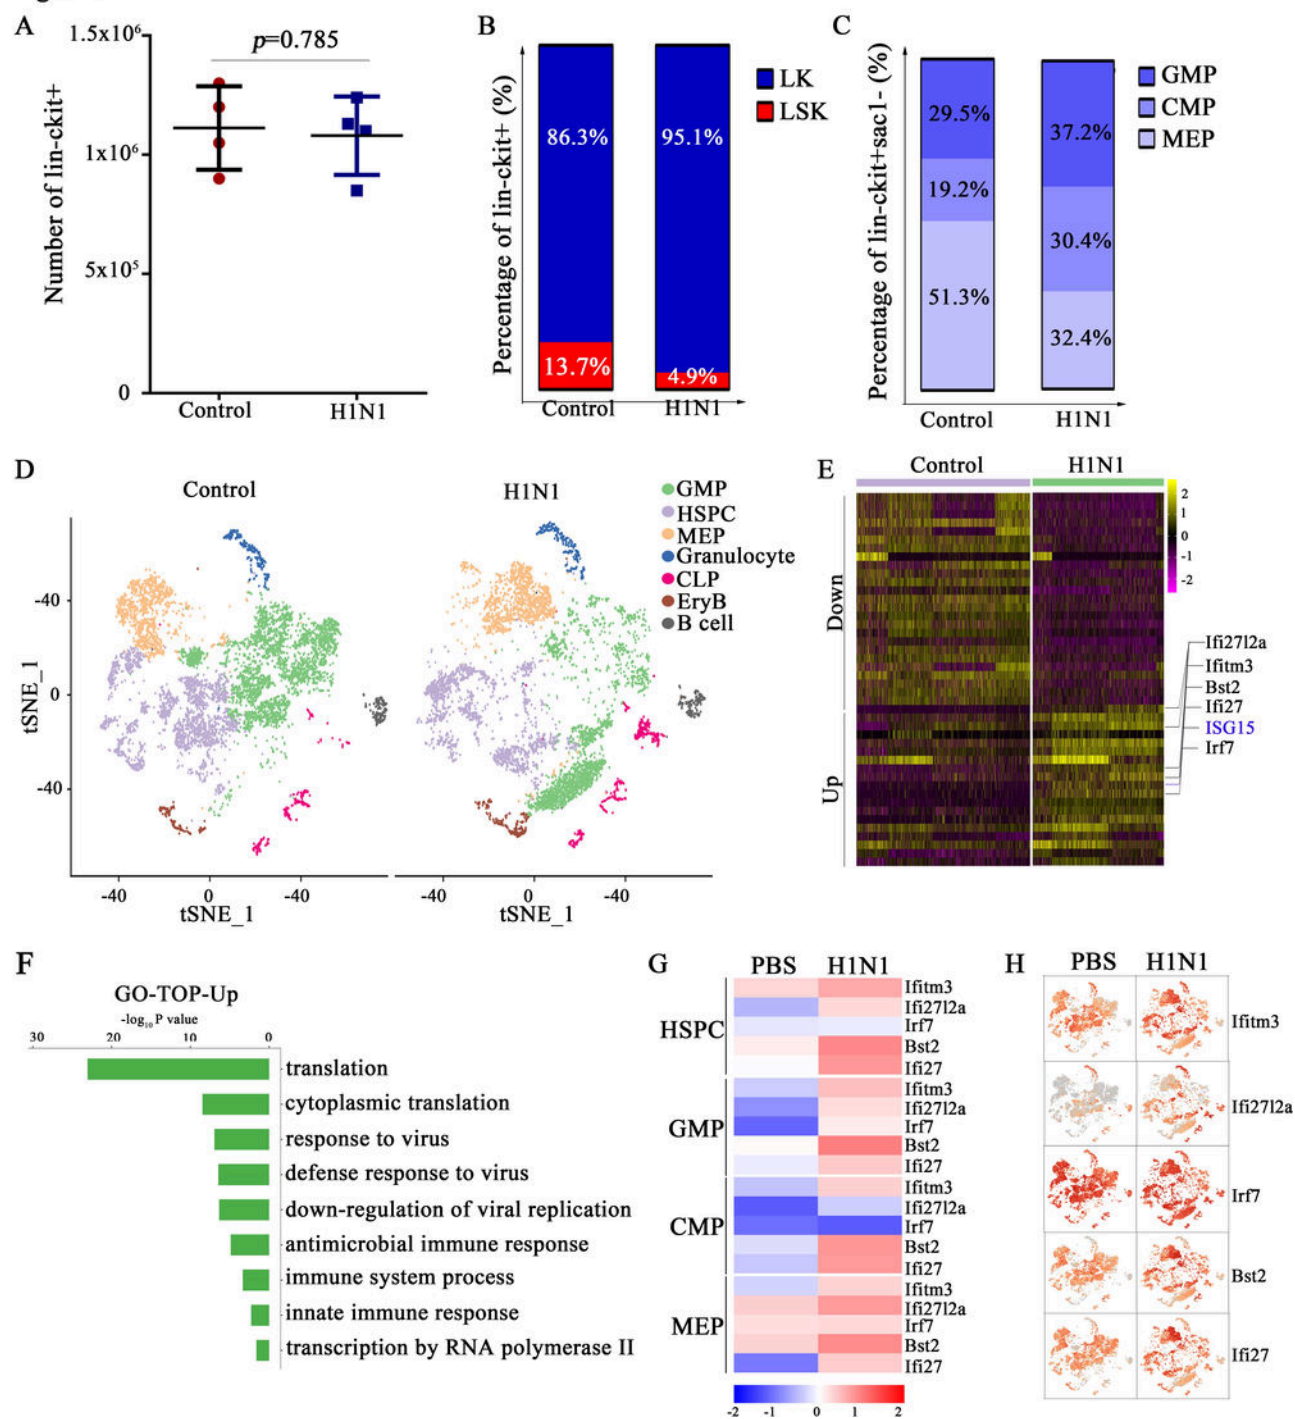 A
1.5x10⁶
1x10⁶
5x10⁵
0
Number of lin-ckit+
p=0.785
Control
H1N1
B
Percentage of lin-ckit+ (%)
86.3%
95.1%
13.7%
4.9%
Control
H1N1
LK
LSK
C
Percentage of lin-ckit+sac1- (%)
29.5%
37.2%
19.2%
30.4%
51.3%
32.4%
Control
H1N1
GMP
CMP
MEP
D
Control
H1N1
GMP
HSPC
MEP
Granulocyte
CLP
EryB
B cell
tSNE_1
-40
0
-40
-40
0
-40
-40
0
-40
tSNE_1
tSNE_1
E
Control
H1N1
Down
Up
2
1
0
-1
-2
Ifi27l2a
Ifitm3
Bst2
Ifi27
ISG15
Irf7
F
GO-TOP-Up
-log₁₀ P value
30
20
10
0
translation
cytoplasmic translation
response to virus
defense response to virus
down-regulation of viral replication
antimicrobial immune response
immune system process
innate immune response
transcription by RNA polymerase II
G
PBS
H1N1
HSPC
Ifitm3
Ifi27l2a
Irf7
Bst2
Ifi27
GMP
Ifitm3
Ifi27l2a
Irf7
Bst2
Ifi27
CMP
Ifitm3
Ifi27l2a
Irf7
Bst2
Ifi27
MEP
Ifitm3
Ifi27l2a
Irf7
Bst2
Ifi27
-2
-1
0
1
2
H
PBS
H1N1
Ifitm3
Ifi27l2a
Irf7
Bst2
Ifi27